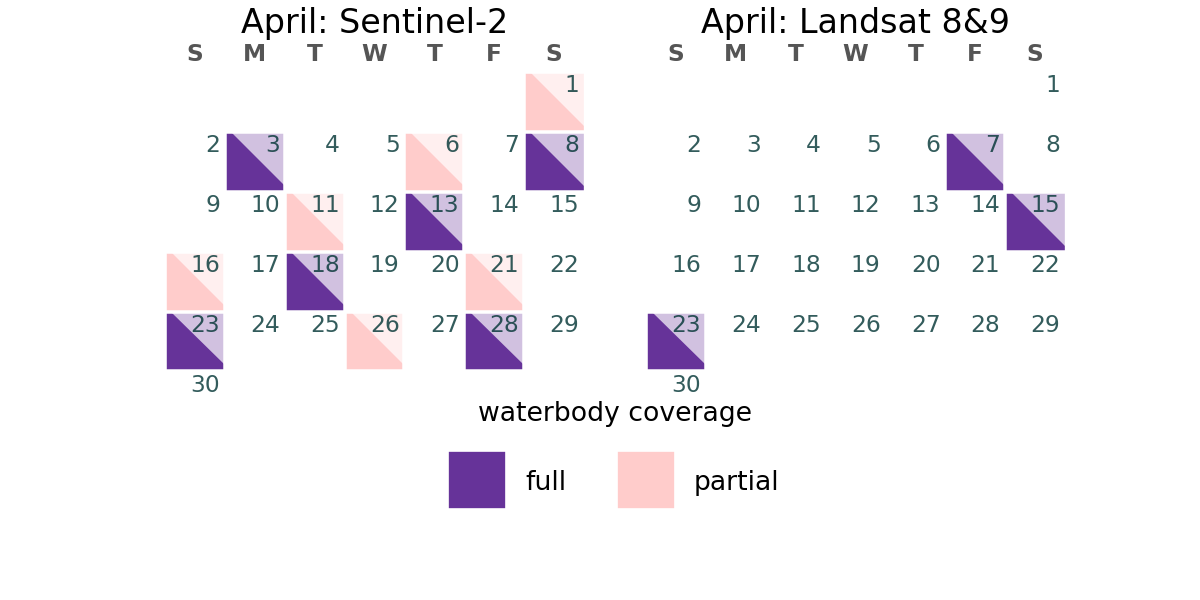 April: Sentinel-2
S M T W T F S
1
2 3 4 5 6 7 8
9 10 11 12 13 14 15
16 17 18 19 20 21 22
23 24 25 26 27 28 29
30
April: Landsat 8&9
S M T W T F S
1
2 3 4 5 6 7 8
9 10 11 12 13 14 15
16 17 18 19 20 21 22
23 24 25 26 27 28 29
30
waterbody coverage
full
partial